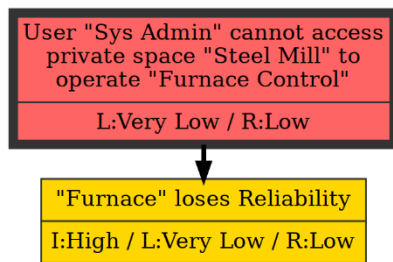 User "Sys Admin" cannot access
private space "Steel Mill" to
operate "Furnace Control"
L:Very Low / R:Low
"Furnace" loses Reliability
I:High / L:Very Low / R:Low